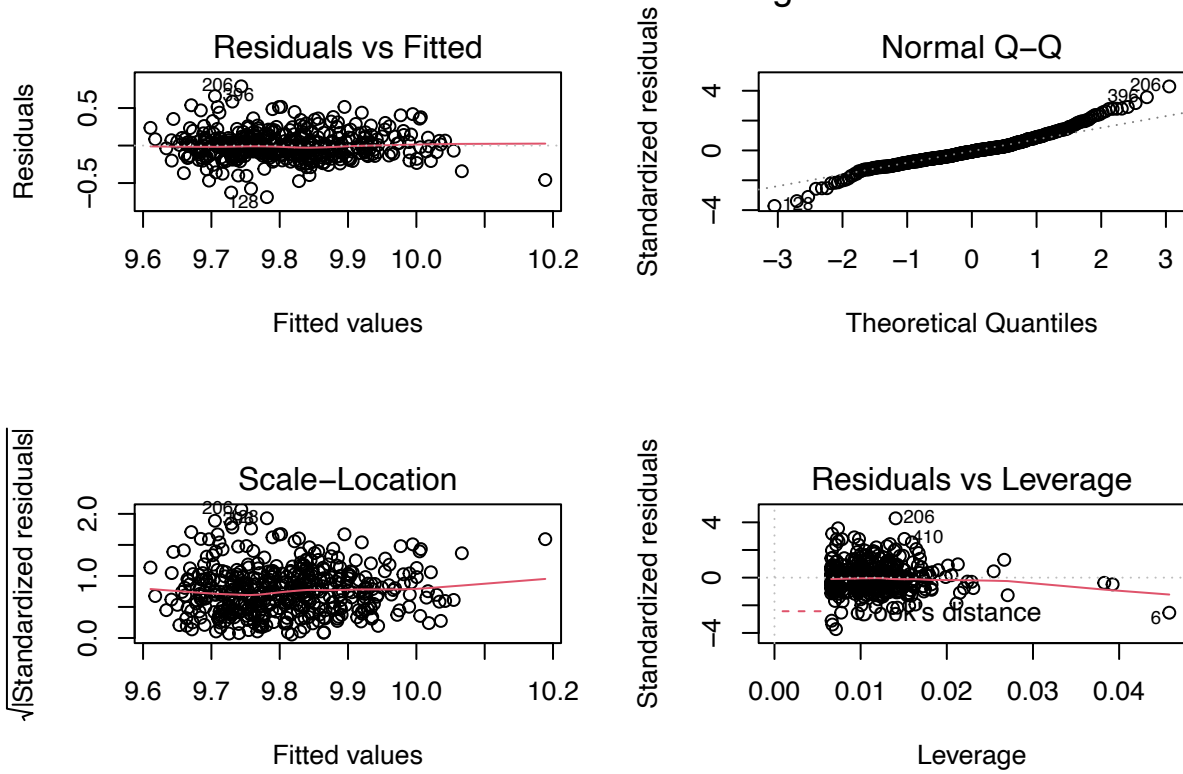 g
Residuals vs Fitted
Residuals
0.5
−0.5
206
396
128
9.6 9.7 9.8 9.9 10.0 10.2
Fitted values
Normal Q−Q
Standardized residuals
4
0
−4
206
396
128
−3 −2 −1 0 1 2 3
Theoretical Quantiles
Scale−Location
√|Standardized residuals|
2.0
1.0
0.0
206
9.6 9.7 9.8 9.9 10.0 10.2
Fitted values
Residuals vs Leverage
Standardized residuals
4
0
−4
206
410
Cook's distance
6
0.00 0.01 0.02 0.03 0.04
Leverage